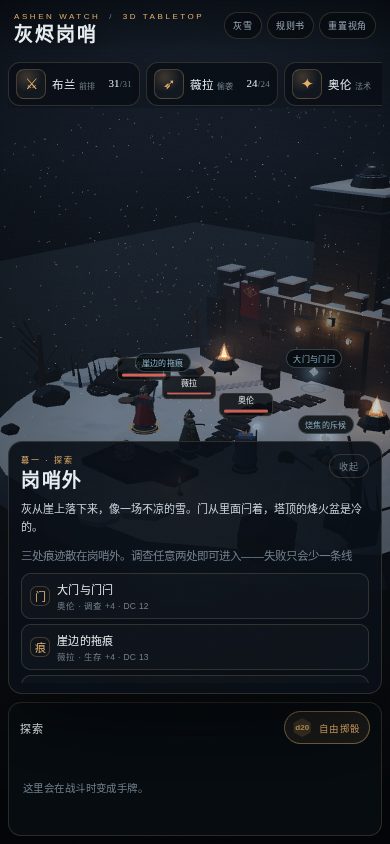 ASHEN WATCH / 3D TABLETOP
灰烬岗哨
灰雪
规则书
重置视角
布兰 前排 31/31
薇拉 偷袭 24/24
奥伦 法术
崖边的拖痕
薇拉
奥伦
大门与门闩
烧焦的斥候
幕一 · 探索
岗哨外
收起
灰从崖上落下来，像一场不凉的雪。门从里面闩着，塔顶的烽火盆是冷
的。
三处痕迹散在岗哨外。调查任意两处即可进入——失败只会少一条线
门
大门与门闩
奥伦 · 调查 +4 · DC 12
痕
崖边的拖痕
薇拉 · 生存 +4 · DC 13
探索
d20 自由掷骰
这里会在战斗时变成手牌。